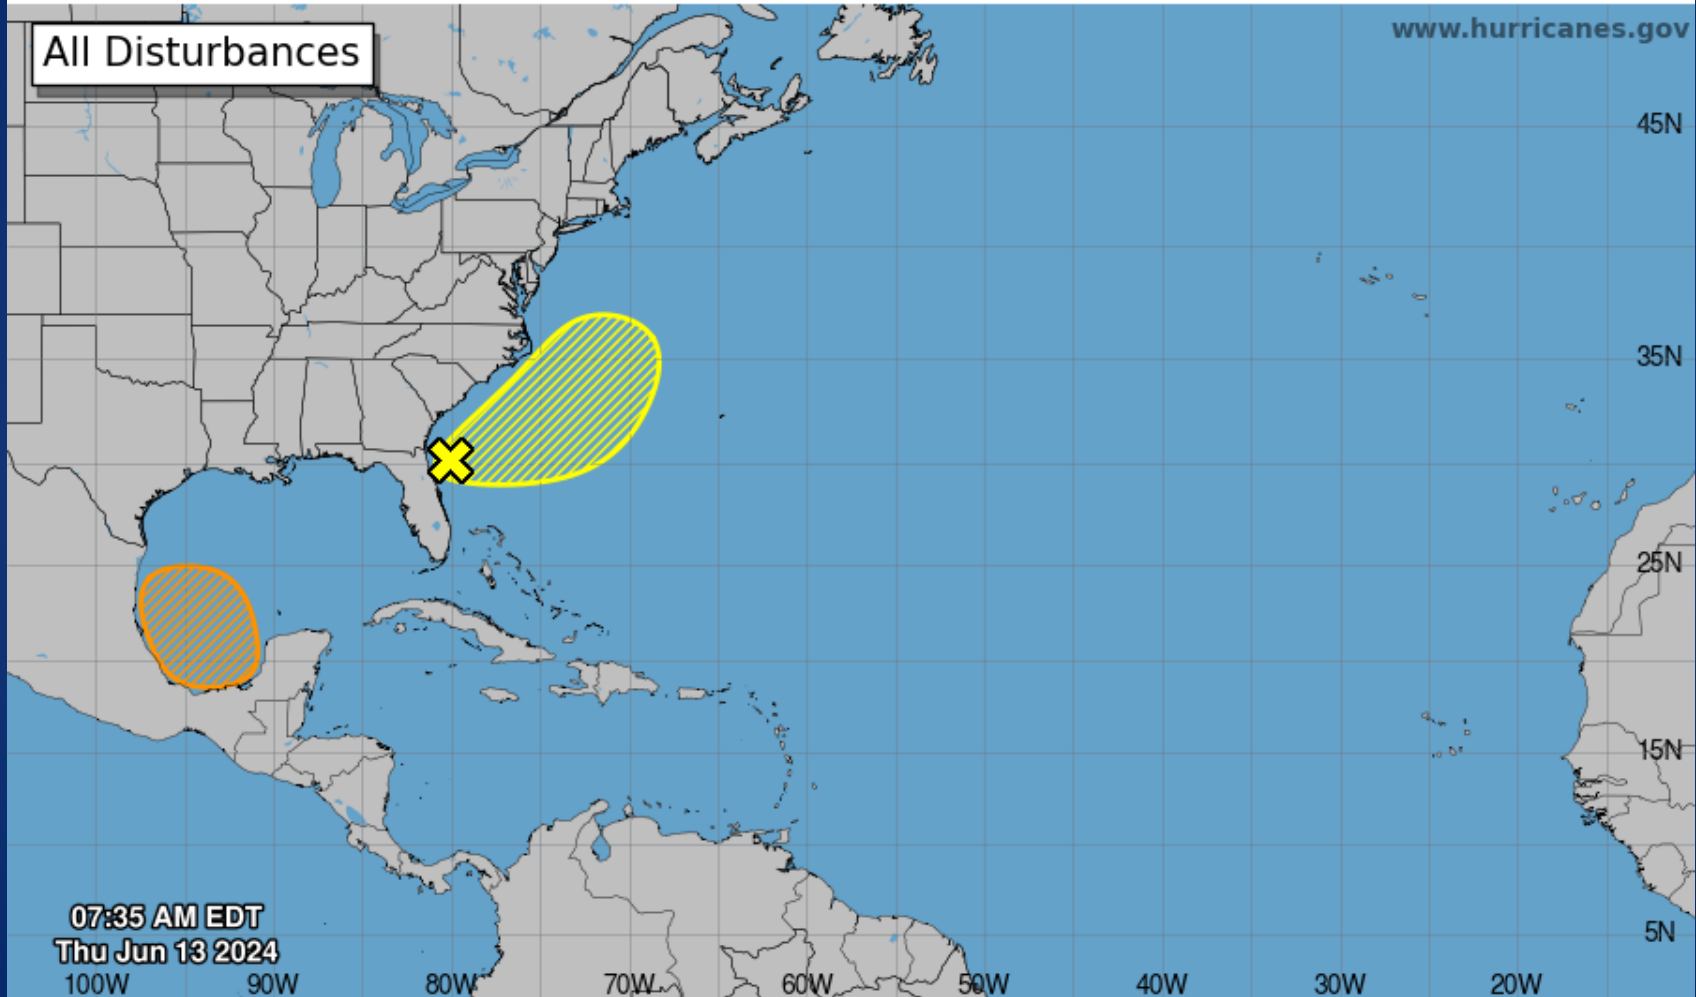 All Disturbances
www.hurricanes.gov
45N
35N
25N
15N
5N
07:35 AM EDT
Thu Jun 13 2024
100W 90W 80W 70W 60W 50W 40W 30W 20W